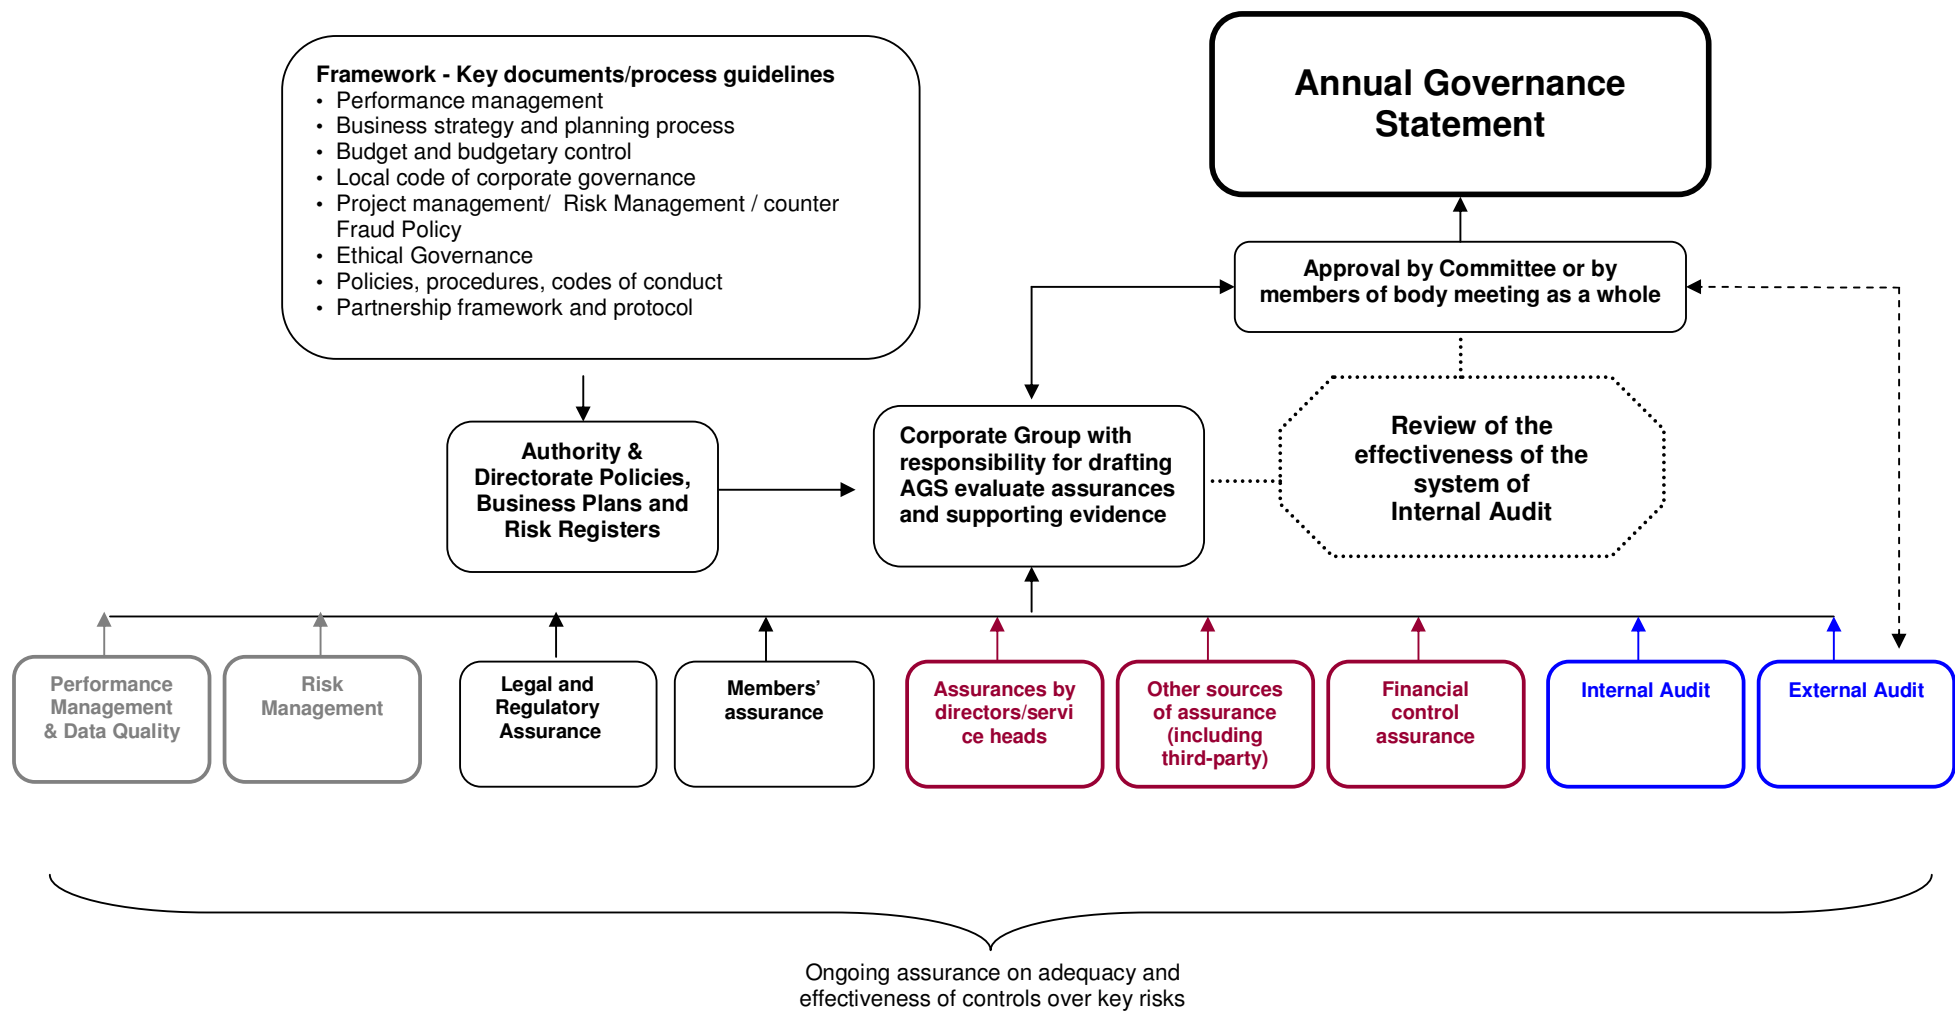 Annual Governance
Statement
Framework - Key documents/process guidelines
• Performance management
• Business strategy and planning process
• Budget and budgetary control
• Local code of corporate governance
• Project management/ Risk Management / counter
Fraud Policy
• Ethical Governance
• Policies, procedures, codes of conduct
• Partnership framework and protocol
Approval by Committee or by
members of body meeting as a whole
Authority &
Directorate Policies,
Business Plans and
Risk Registers
Corporate Group with
responsibility for drafting
AGS evaluate assurances
and supporting evidence
Review of the
effectiveness of the
system of
Internal Audit
Performance
Management
& Data Quality
Risk
Management
Legal and
Regulatory
Assurance
Members’
assurance
Assurances by
directors/servi
ce heads
Other sources
of assurance
(including
third-party)
Financial
control
assurance
Internal Audit
External Audit
Ongoing assurance on adequacy and
effectiveness of controls over key risks